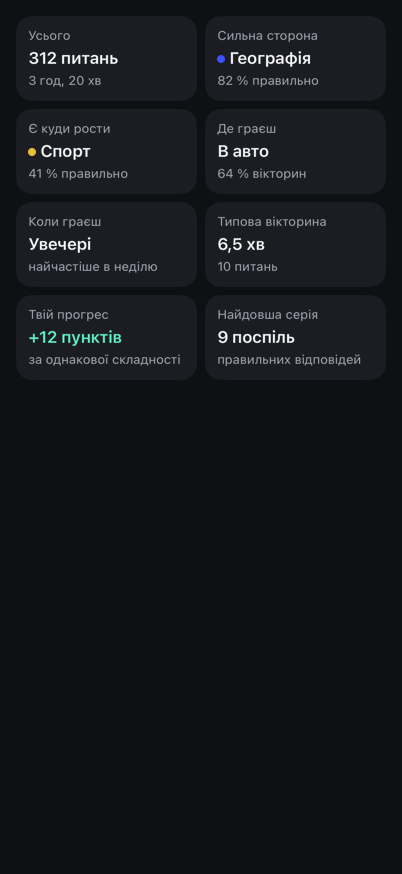 Усього
312 питань
3 год, 20 хв
Сильна сторона
Географія
82 % правильно
Є куди рости
Спорт
41 % правильно
Де граєш
В авто
64 % вікторин
Коли граєш
Увечері
найчастіше в неділю
Типова вікторина
6,5 хв
10 питань
Твій прогрес
+12 пунктів
за однакової складності
Найдовша серія
9 поспіль
правильних відповідей